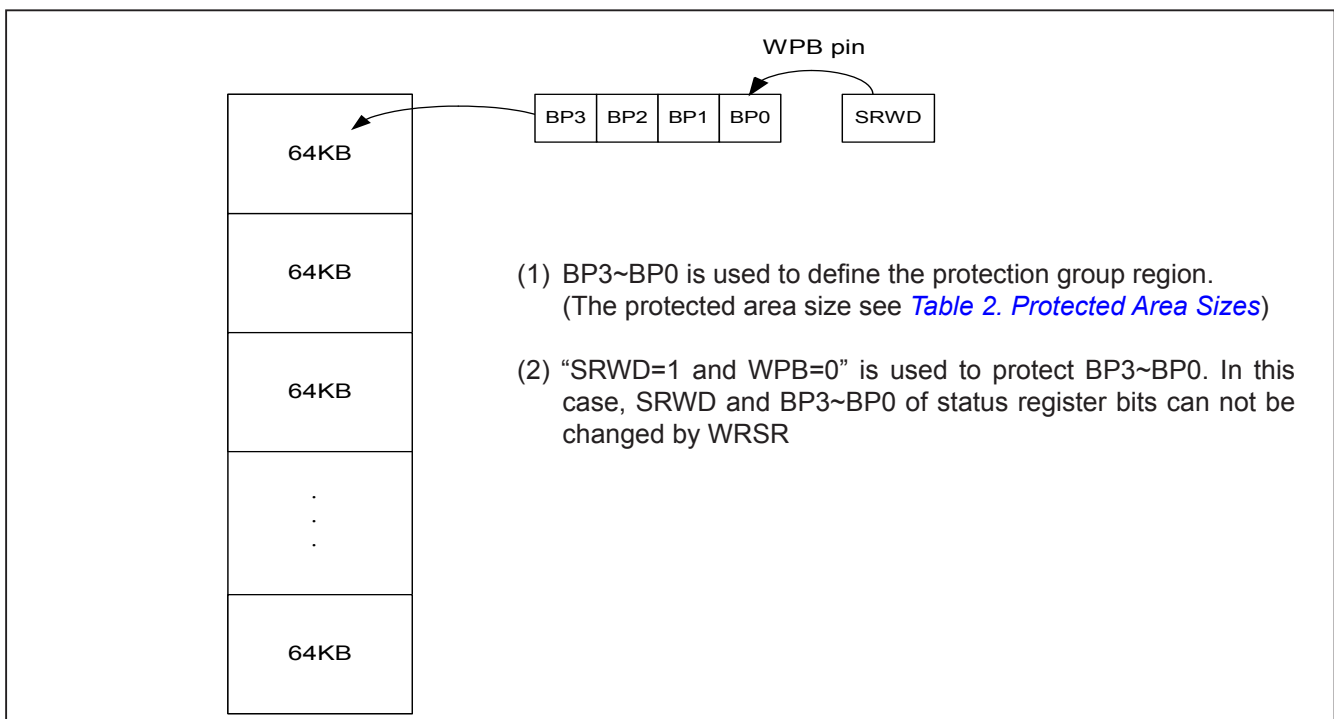 WPB pin
BP3 BP2 BP1 BP0 SRWD
64KB
64KB
(1) BP3~BP0 is used to define the protection group region.
(The protected area size see Table 2. Protected Area Sizes)
64KB
(2) “SRWD=1 and WPB=0” is used to protect BP3~BP0. In this
case, SRWD and BP3~BP0 of status register bits can not be
changed by WRSR
.
.
.
64KB